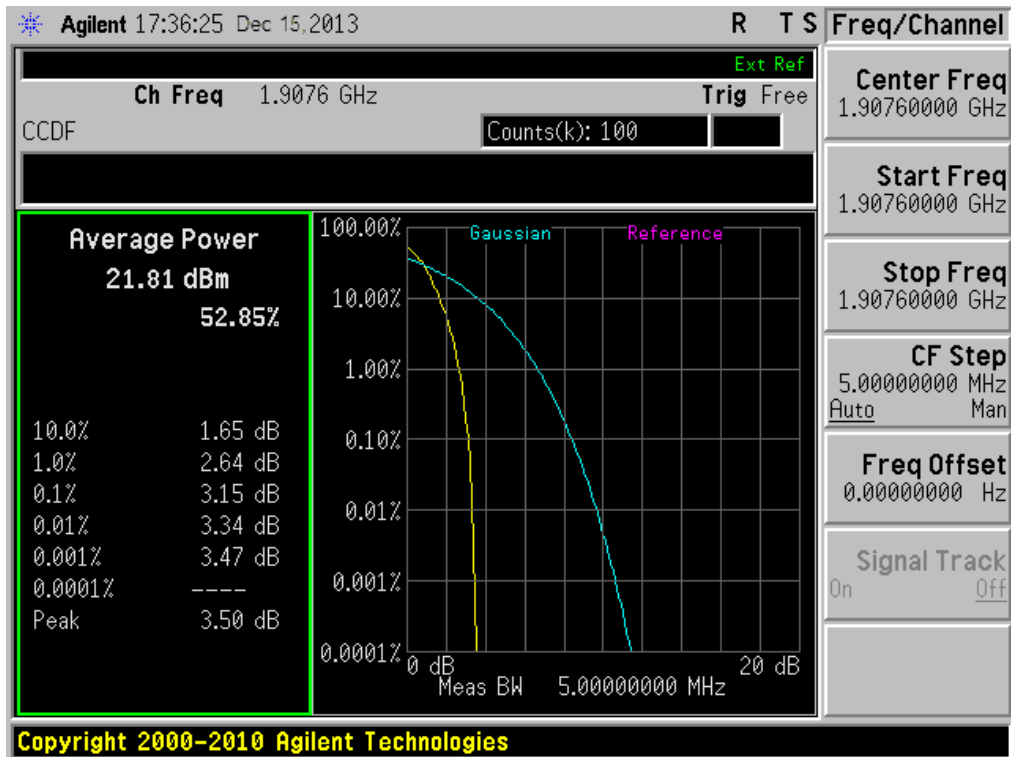 Agilent 17:36:25 Dec 15,2013 R T S
Ext Ref
Ch Freq 1.9076 GHz Trig Free
CCDF Counts(k): 100
Average Power
21.81 dBm
52.85%
10.0% 1.65 dB
1.0% 2.64 dB
0.1% 3.15 dB
0.01% 3.34 dB
0.001% 3.47 dB
0.0001% ----
Peak 3.50 dB
Gaussian Reference
100.00%
10.00%
1.00%
0.10%
0.01%
0.001%
0.0001%
0 dB 20 dB
Meas BW 5.00000000 MHz
Freq/Channel
Center Freq
1.90760000 GHz
Start Freq
1.90760000 GHz
Stop Freq
1.90760000 GHz
CF Step
5.00000000 MHz
Auto Man
Freq Offset
0.00000000 Hz
Signal Track
On Off
Copyright 2000-2010 Agilent Technologies